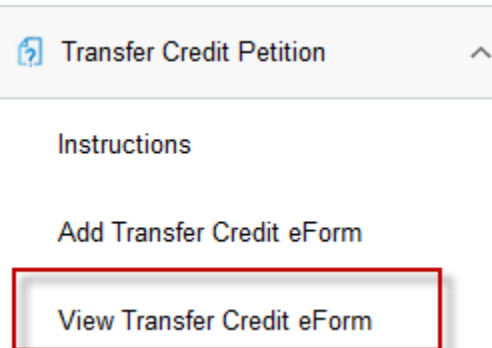 Transfer Credit Petition
Instructions
Add Transfer Credit eForm
View Transfer Credit eForm